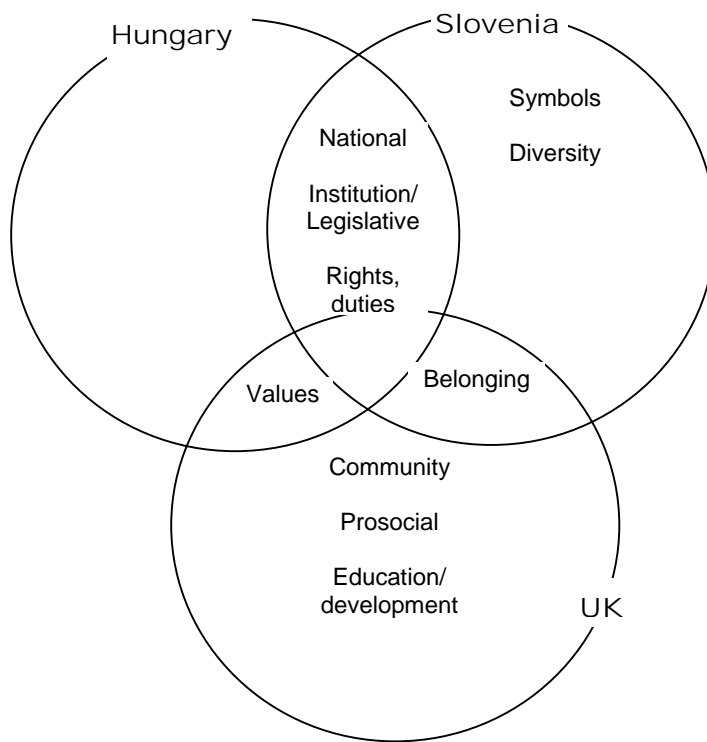 Hungary
Slovenia
Symbols
Diversity
National
Institution/
Legislative
Rights,
duties
Values
Belonging
Community
Prosocial
Education/
development
UK